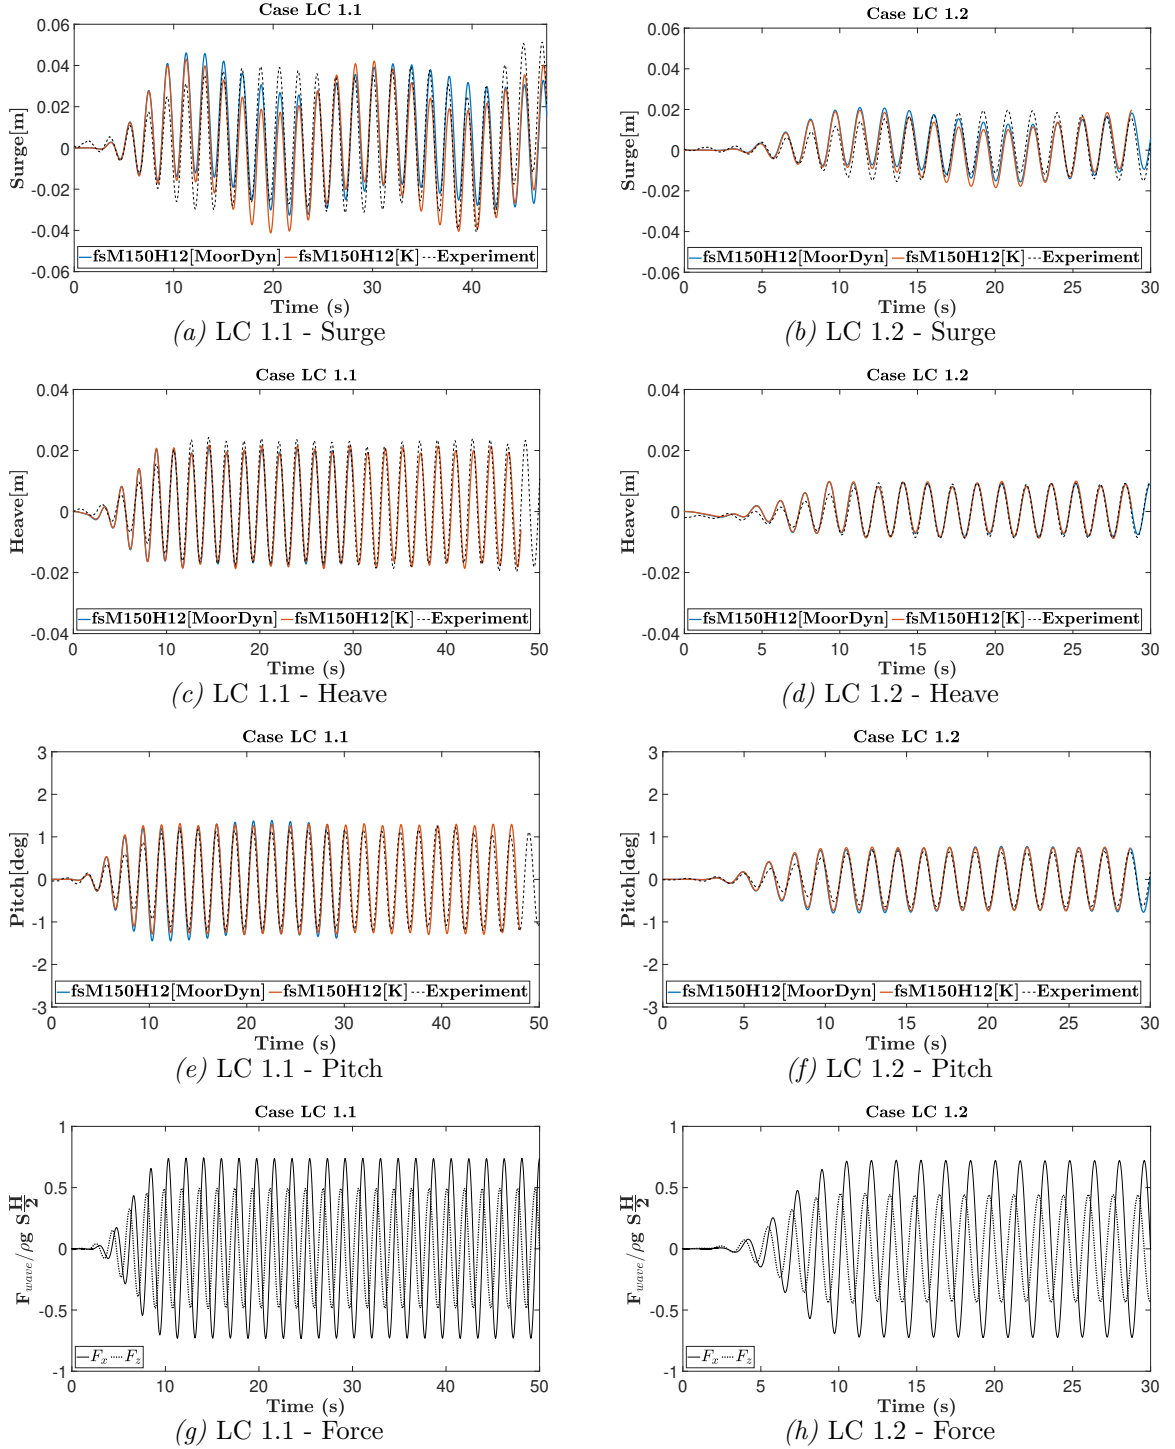 Case LC 1.1
0.06
0.04
0.02
0
-0.02
-0.04
-0.06
Surge[m]
fsM150H12[MoorDyn] fsM150H12[K] Experiment
0 10 20 30 40
Time (s)
(a) LC 1.1 - Surge
Case LC 1.2
0.06
0.04
0.02
0
-0.02
-0.04
-0.06
Surge[m]
fsM150H12[MoorDyn] fsM150H12[K] Experiment
0 5 10 15 20 25 30
Time (s)
(b) LC 1.2 - Surge
Case LC 1.1
0.04
0.02
0
-0.02
-0.04
Heave[m]
fsM150H12[MoorDyn] fsM150H12[K] Experiment
0 10 20 30 40 50
Time (s)
(c) LC 1.1 - Heave
Case LC 1.2
0.04
0.02
0
-0.02
-0.04
Heave[m]
fsM150H12[MoorDyn] fsM150H12[K] Experiment
0 5 10 15 20 25 30
Time (s)
(d) LC 1.2 - Heave
Case LC 1.1
3
2
1
0
-1
-2
-3
Pitch[deg]
fsM150H12[MoorDyn] fsM150H12[K] Experiment
0 10 20 30 40 50
Time (s)
(e) LC 1.1 - Pitch
Case LC 1.2
3
2
1
0
-1
-2
-3
Pitch[deg]
fsM150H12[MoorDyn] fsM150H12[K] Experiment
0 5 10 15 20 25 30
Time (s)
(f) LC 1.2 - Pitch
Case LC 1.1
1
0.5
0
-0.5
-1
F_wave/ρg S H/2
F_x F_z
0 10 20 30 40 50
Time (s)
(g) LC 1.1 - Force
Case LC 1.2
1
0.5
0
-0.5
-1
F_wave/ρg S H/2
F_x F_z
0 5 10 15 20 25 30
Time (s)
(h) LC 1.2 - Force